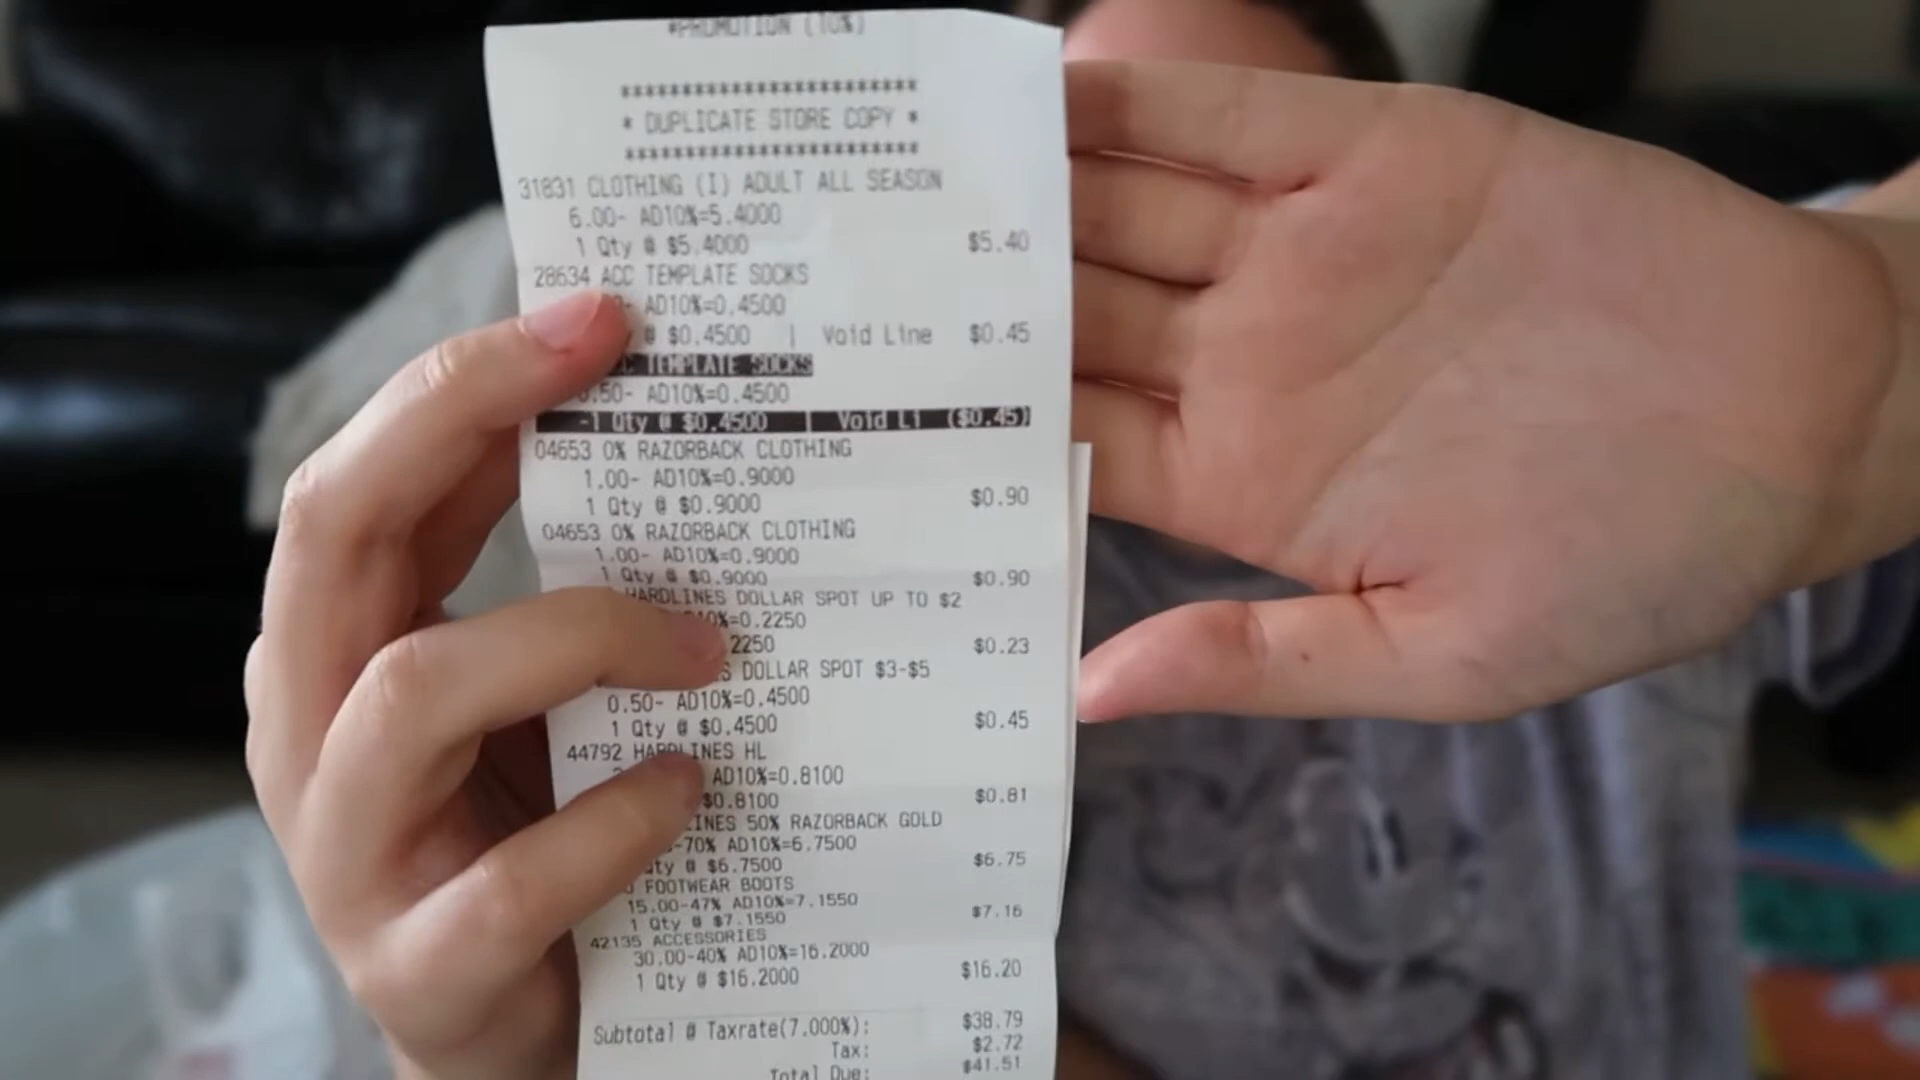 *PROMOTION (10%)
************************
* DUPLICATE STORE COPY *
************************
31831 CLOTHING (I) ADULT ALL SEASON
6.00- AD10%=5.4000
1 Qty @ $5.4000 $5.40
28634 ACC TEMPLATE SOCKS
- AD10%=0.4500
@ $0.4500 | Void Line $0.45
TEMPLATE SOCKS
.50- AD10%=0.4500
-1 Qty @ $0.4500 | Void Li ($0.45)
04653 0% RAZORBACK CLOTHING
1.00- AD10%=0.9000
1 Qty @ $0.9000 $0.90
04653 0% RAZORBACK CLOTHING
1.00- AD10%=0.9000
1 Qty @ $0.9000 $0.90
HARDLINES DOLLAR SPOT UP TO $2
%=0.2250
2250 $0.23
DOLLAR SPOT $3-$5
0.50- AD10%=0.4500
1 Qty @ $0.4500 $0.45
44792 HARDLINES HL
AD10%=0.8100
$0.8100 $0.81
INES 50% RAZORBACK GOLD
-70% AD10%=6.7500
Qty @ $6.7500 $6.75
FOOTWEAR BOOTS
15.00-47% AD10%=7.1550
1 Qty @ $7.1550 $7.16
42135 ACCESSORIES
30.00-40% AD10%=16.2000
1 Qty @ $16.2000 $16.20
Subtotal @ Taxrate(7.000%): $38.79
Tax: $2.72
Total Due: $41.51